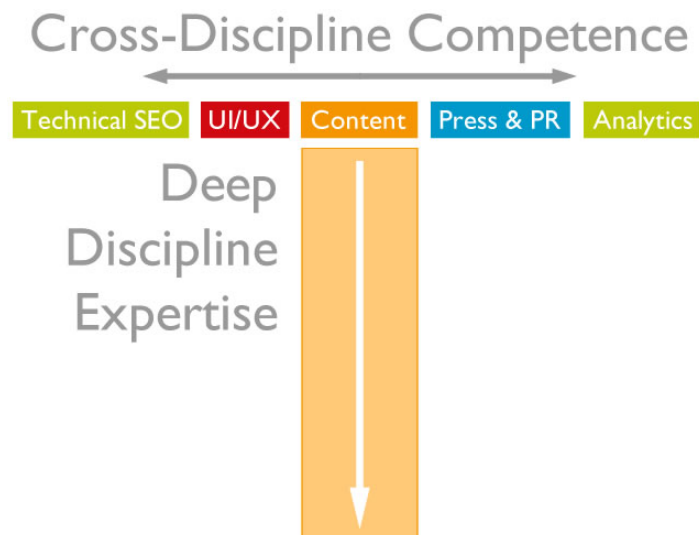 Cross-Discipline Competence
Technical SEO UI/UX Content Press & PR Analytics
Deep
Discipline
Expertise